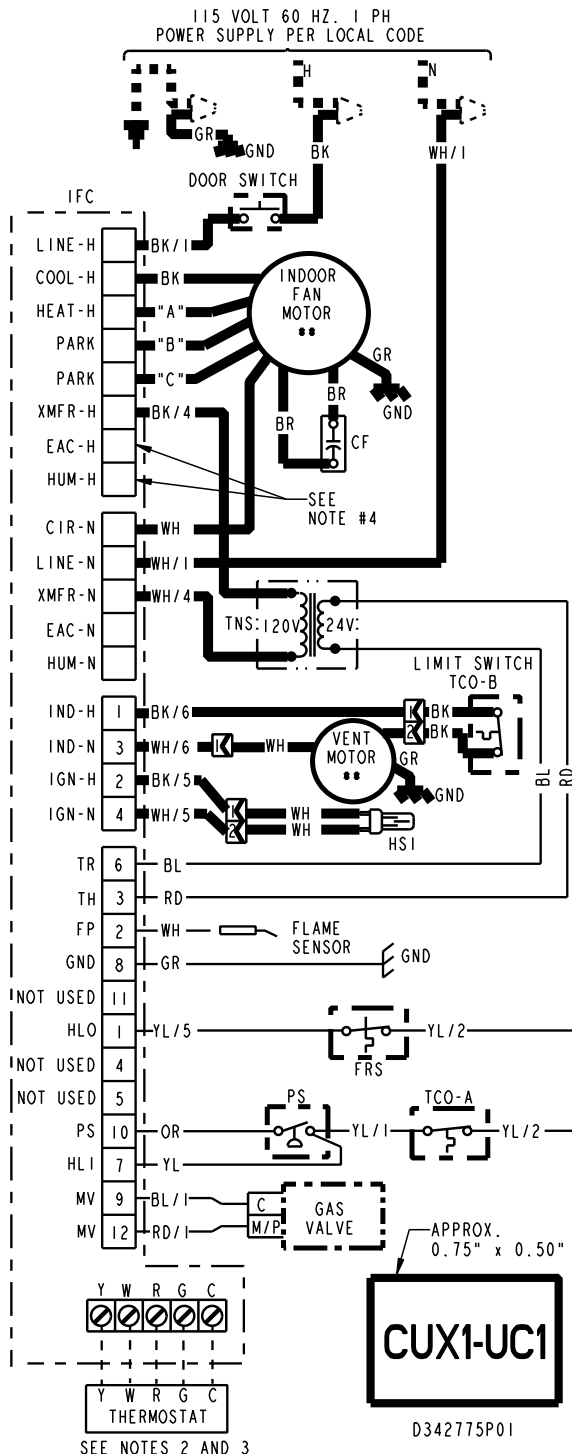 115 VOLT 60 HZ. 1 PH
POWER SUPPLY PER LOCAL CODE
H
N
GR
GND
BK
WH/1
DOOR SWITCH
IFC
LINE-H BK/1
COOL-H BK
HEAT-H "A"
PARK "B"
PARK "C"
XMFR-H BK/4
EAC-H
HUM-H
INDOOR
FAN
MOTOR
**
GR
GND
BR
BR
CF
SEE
NOTE #4
CIR-N WH
LINE-N WH/1
XMFR-N WH/4
EAC-N
HUM-N
TNS: 120V 24V
LIMIT SWITCH
TCO-B
IND-H 1 BK/6 1 BK
2 BK
IND-N 3 WH/6 1 WH
IGN-H 2 BK/5
IGN-N 4 WH/5
VENT
MOTOR
**
GR
GND
1 WH
2 WH
HSI
BL
RD
TR 6 BL
TH 3 RD
FP 2 WH FLAME
SENSOR
GND 8 GR GND
NOT USED 11
HLO 1 YL/5 YL/2
FRS
NOT USED 4
NOT USED 5
PS TCO-A
PS 10 OR YL/1 YL/2
HLI 7 YL
MV 9 BL/1 C
MV 12 RD/1 M/P
GAS
VALVE
APPROX.
0.75" x 0.50"
CUX1-UC1
D342775P01
Y W R G C
Y W R G C
THERMOSTAT
SEE NOTES 2 AND 3